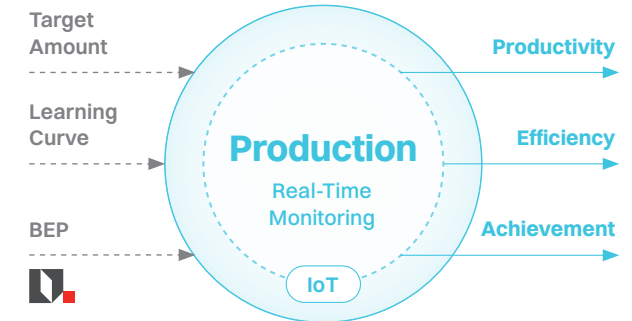 Target
Amount
Learning
Curve
BEP
Production
Real-Time
Monitoring
IoT
Productivity
Efficiency
Achievement